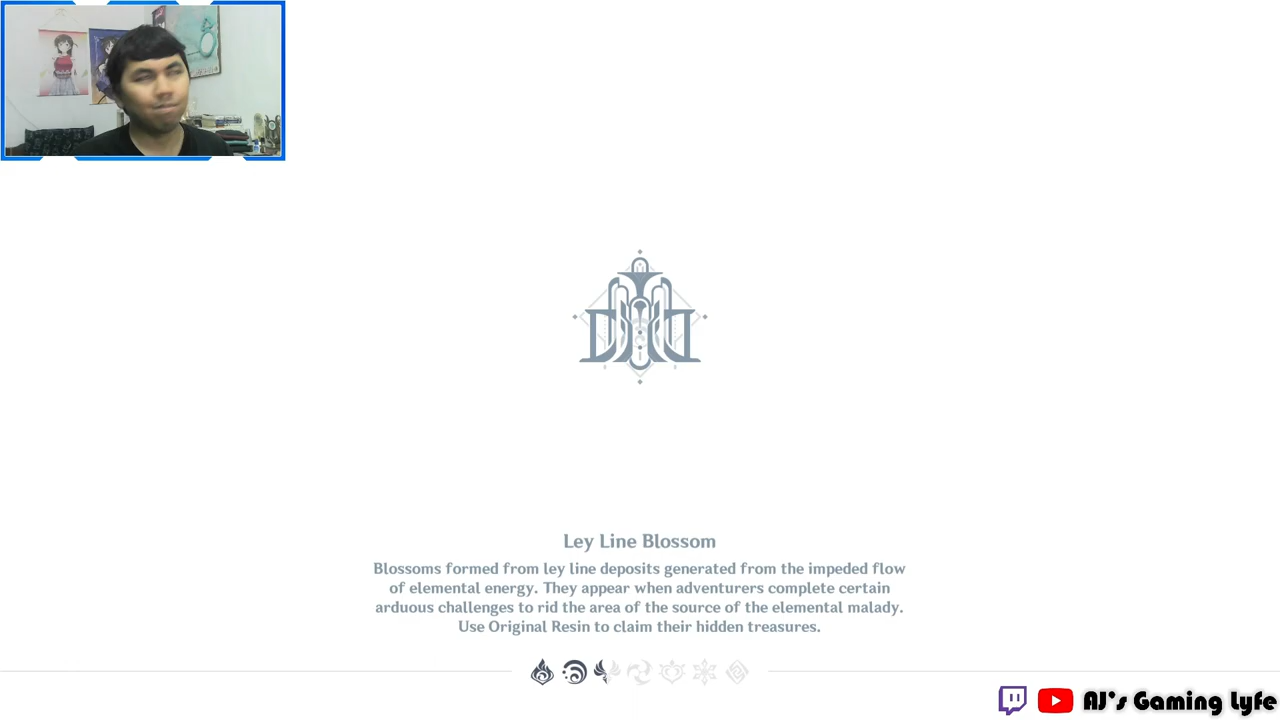 Ley Line Blossom
Blossoms formed from ley line deposits generated from the impeded flow
of elemental energy. They appear when adventurers complete certain
arduous challenges to rid the area of the source of the elemental malady.
Use Original Resin to claim their hidden treasures.
AJ's Gaming Lyfe